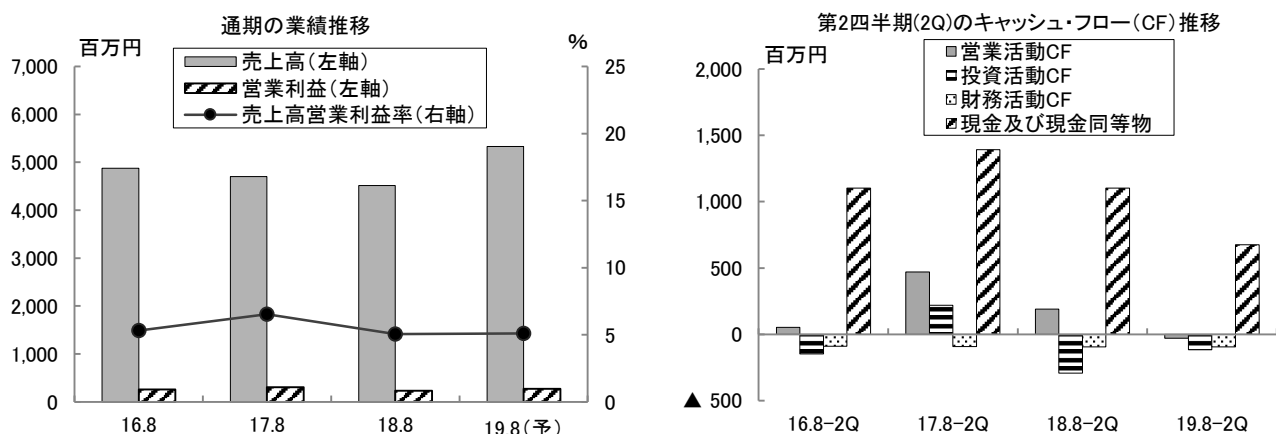 通期の業績推移
百万円
%
売上高(左軸)
営業利益(左軸)
売上高営業利益率(右軸)
7,000
6,000
5,000
4,000
3,000
2,000
1,000
0
25
20
15
10
5
0
16.8
17.8
18.8
19.8(予)
第2四半期(2Q)のキャッシュ・フロー(CF)推移
百万円
営業活動CF
投資活動CF
財務活動CF
現金及び現金同等物
2,000
1,500
1,000
500
0
▲ 500
16.8-2Q
17.8-2Q
18.8-2Q
19.8-2Q